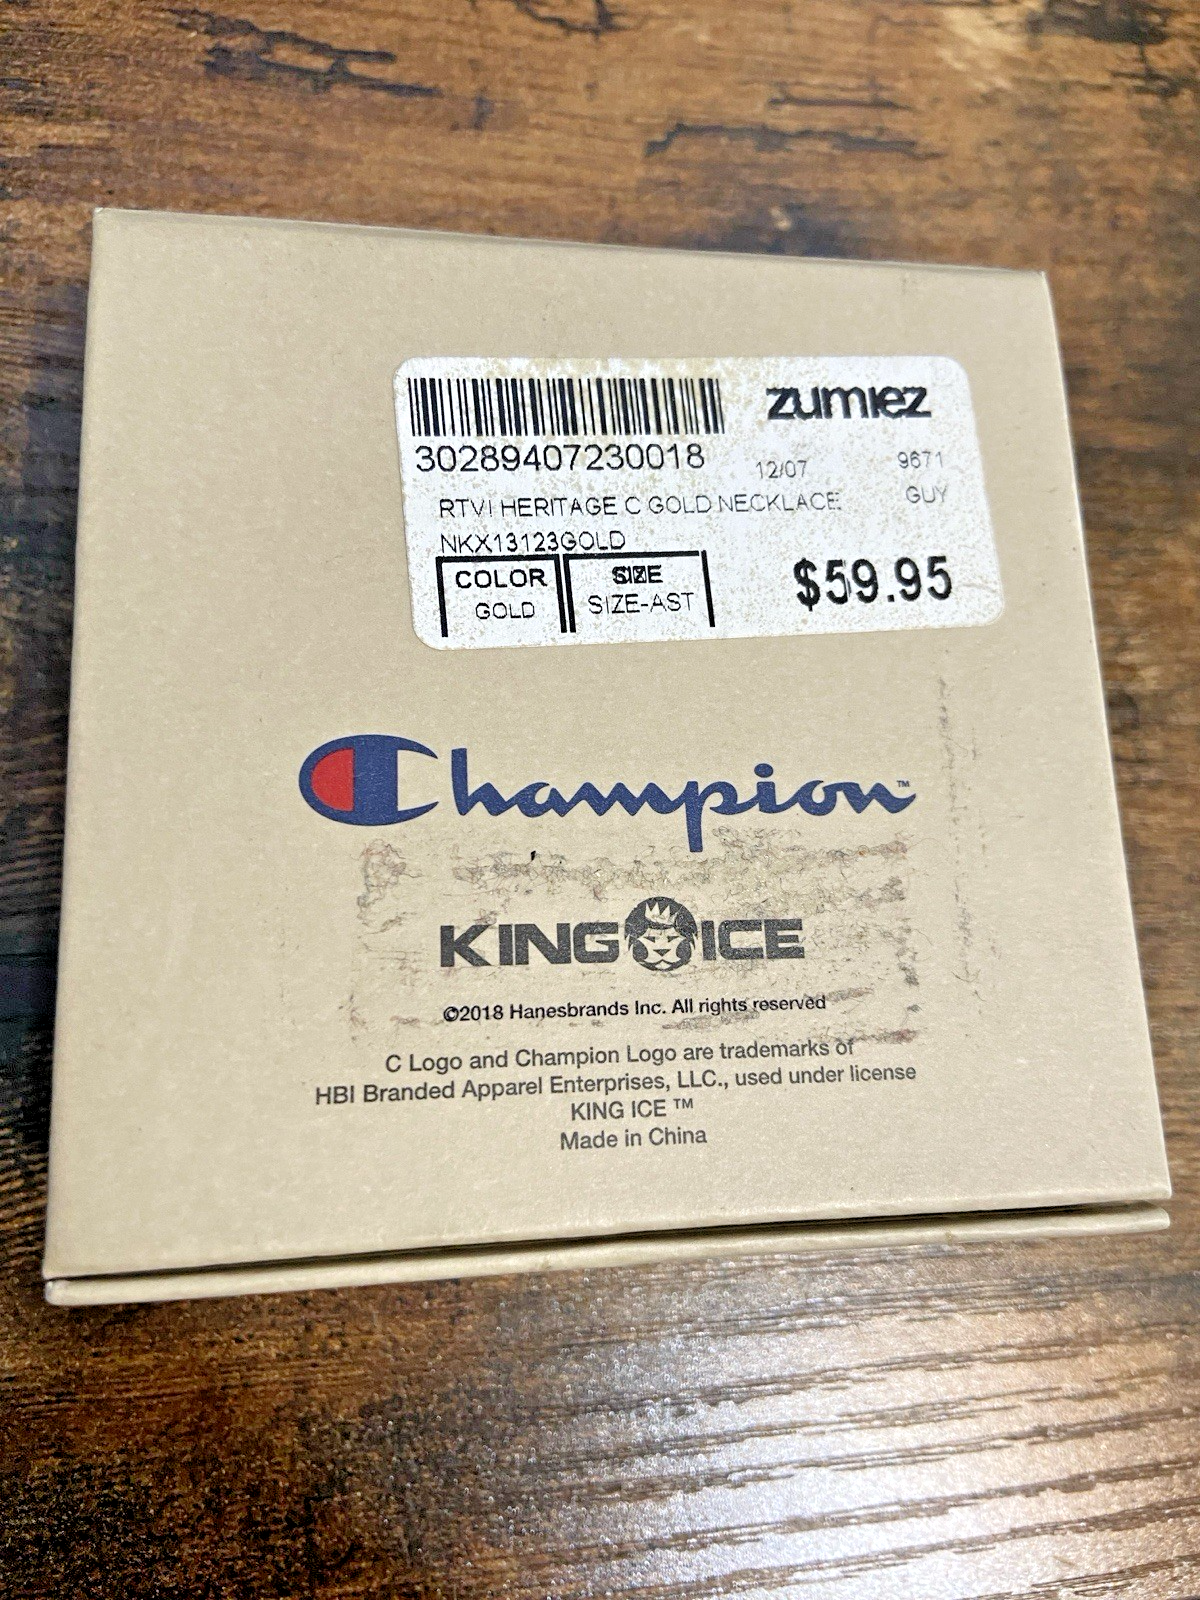 zumiez
30289407230018 12/07 9671
RTVI HERITAGE C GOLD NECKLACE GUY
NKX13123GOLD
COLOR SIZE $59.95
GOLD SIZE-AST
Champion™
KING ICE
©2018 Hanesbrands Inc. All rights reserved
C Logo and Champion Logo are trademarks of
HBI Branded Apparel Enterprises, LLC., used under license
KING ICE ™
Made in China